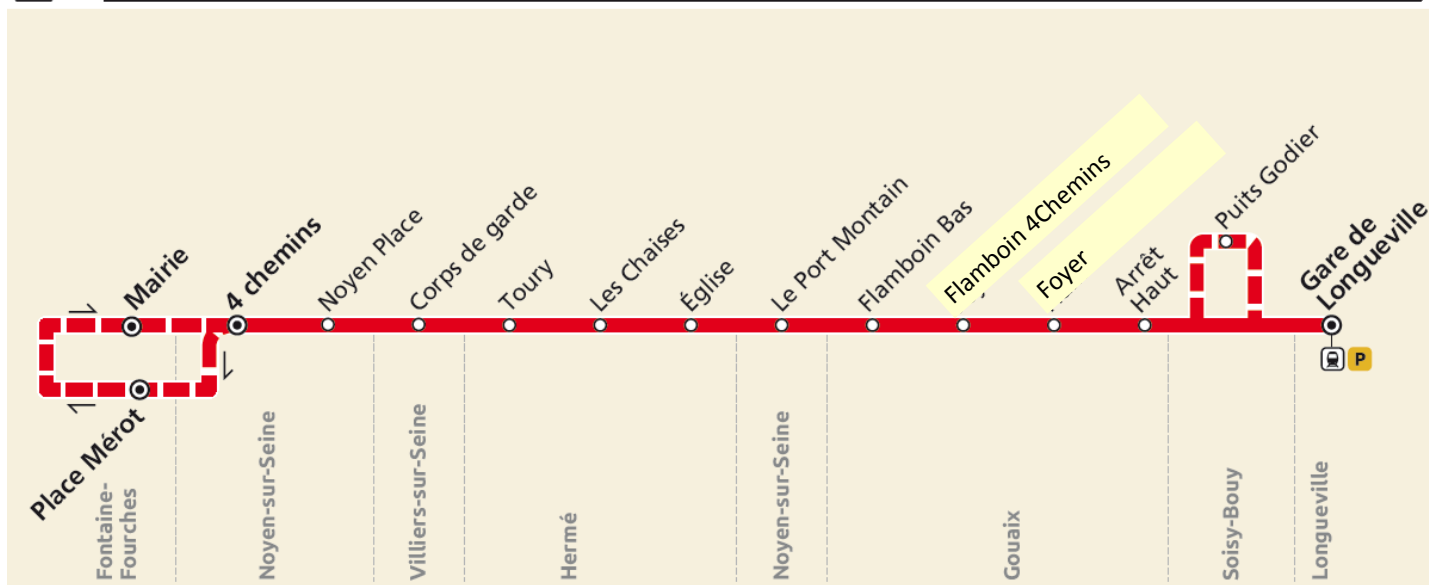 Mairie
4 chemins
Noyen Place
Corps de garde
Toury
Les Chaises
Église
Le Port Montain
Flamboin Bas
Flamboin 4Chemins
Foyer
Arrêt
Haut
Puits Godier
Gare de
Longueville
P
Place Mérot
Fontaine-
Fourches
Noyen-sur-Seine
Villiers-sur-Seine
Hermé
Noyen-sur-Seine
Gouaix
Soisy-Bouy
Longueville